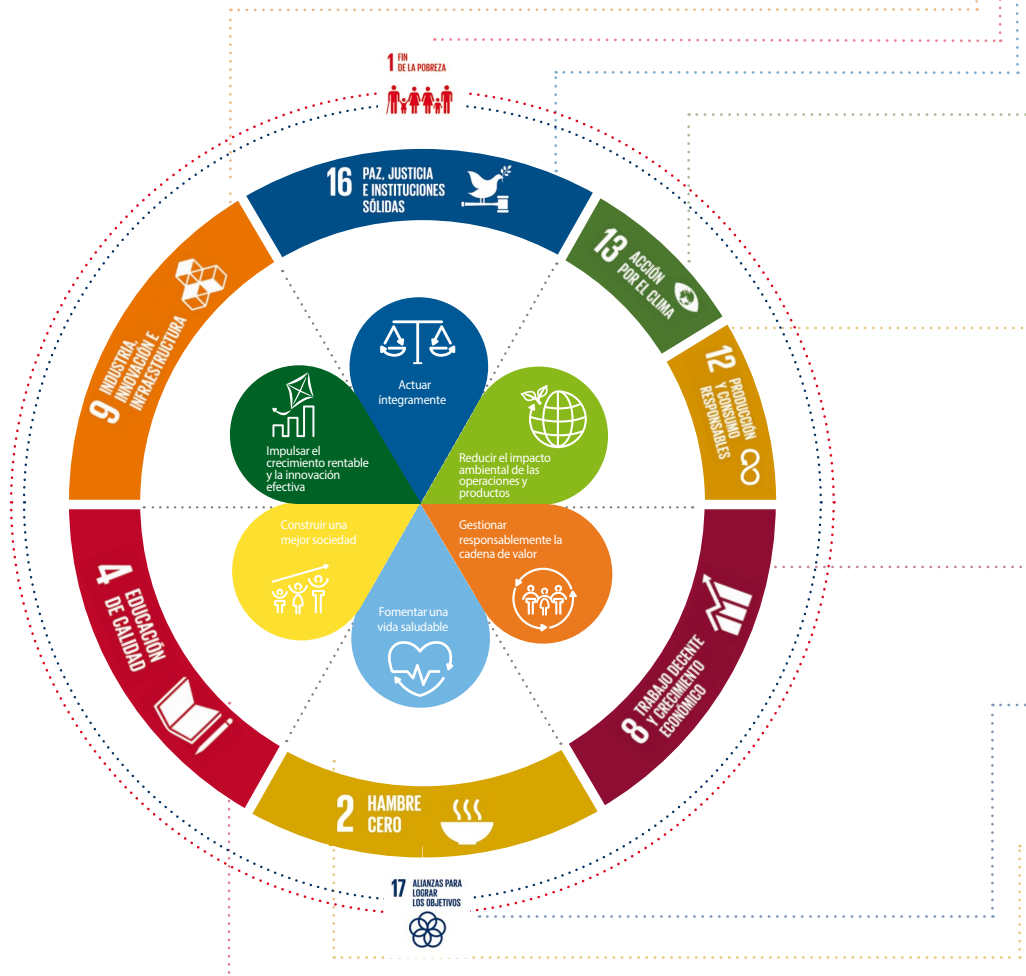 1 FIN
DE LA POBREZA
16 PAZ, JUSTICIA
E INSTITUCIONES
SÓLIDAS
13 ACCIÓN
POR EL CLIMA
12 PRODUCCIÓN
Y CONSUMO
RESPONSABLES
9 INDUSTRIA,
INNOVACIÓN E
INFRAESTRUCTURA
Actuar
íntegramente
Impulsar el
crecimiento rentable
y la innovación
efectiva
Reducir el impacto
ambiental de las
operaciones y
productos
Construir una
mejor sociedad
Gestionar
responsablemente la
cadena de valor
Fomentar una
vida saludable
4 EDUCACIÓN
DE CALIDAD
8 TRABAJO DECENTE
Y CRECIMIENTO
ECONÓMICO
2 HAMBRE
CERO
17 ALIANZAS PARA
LOGRAR
LOS OBJETIVOS